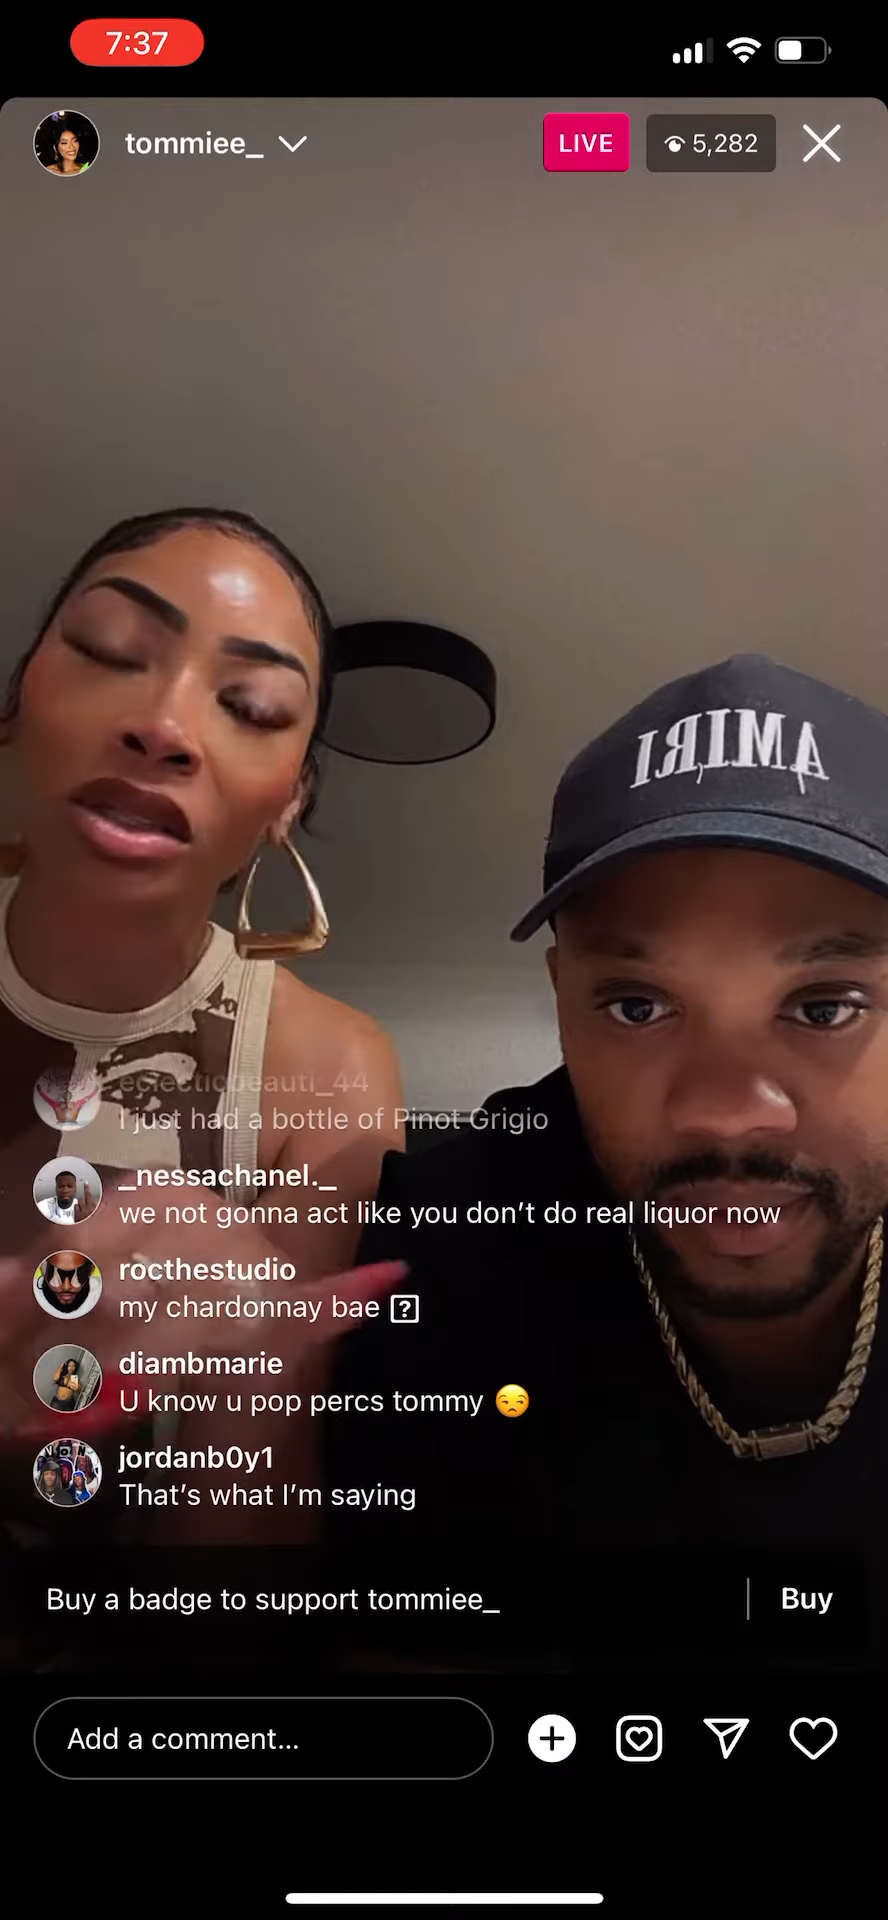 7:37
tommiee_
LIVE
5,282
AMIRI
eclecticbeauti_44
I just had a bottle of Pinot Grigio
_nessachanel._
we not gonna act like you don’t do real liquor now
rocthestudio
my chardonnay bae
diambmarie
U know u pop percs tommy 😒
jordanb0y1
That’s what I’m saying
Buy a badge to support tommiee_
Buy
Add a comment...